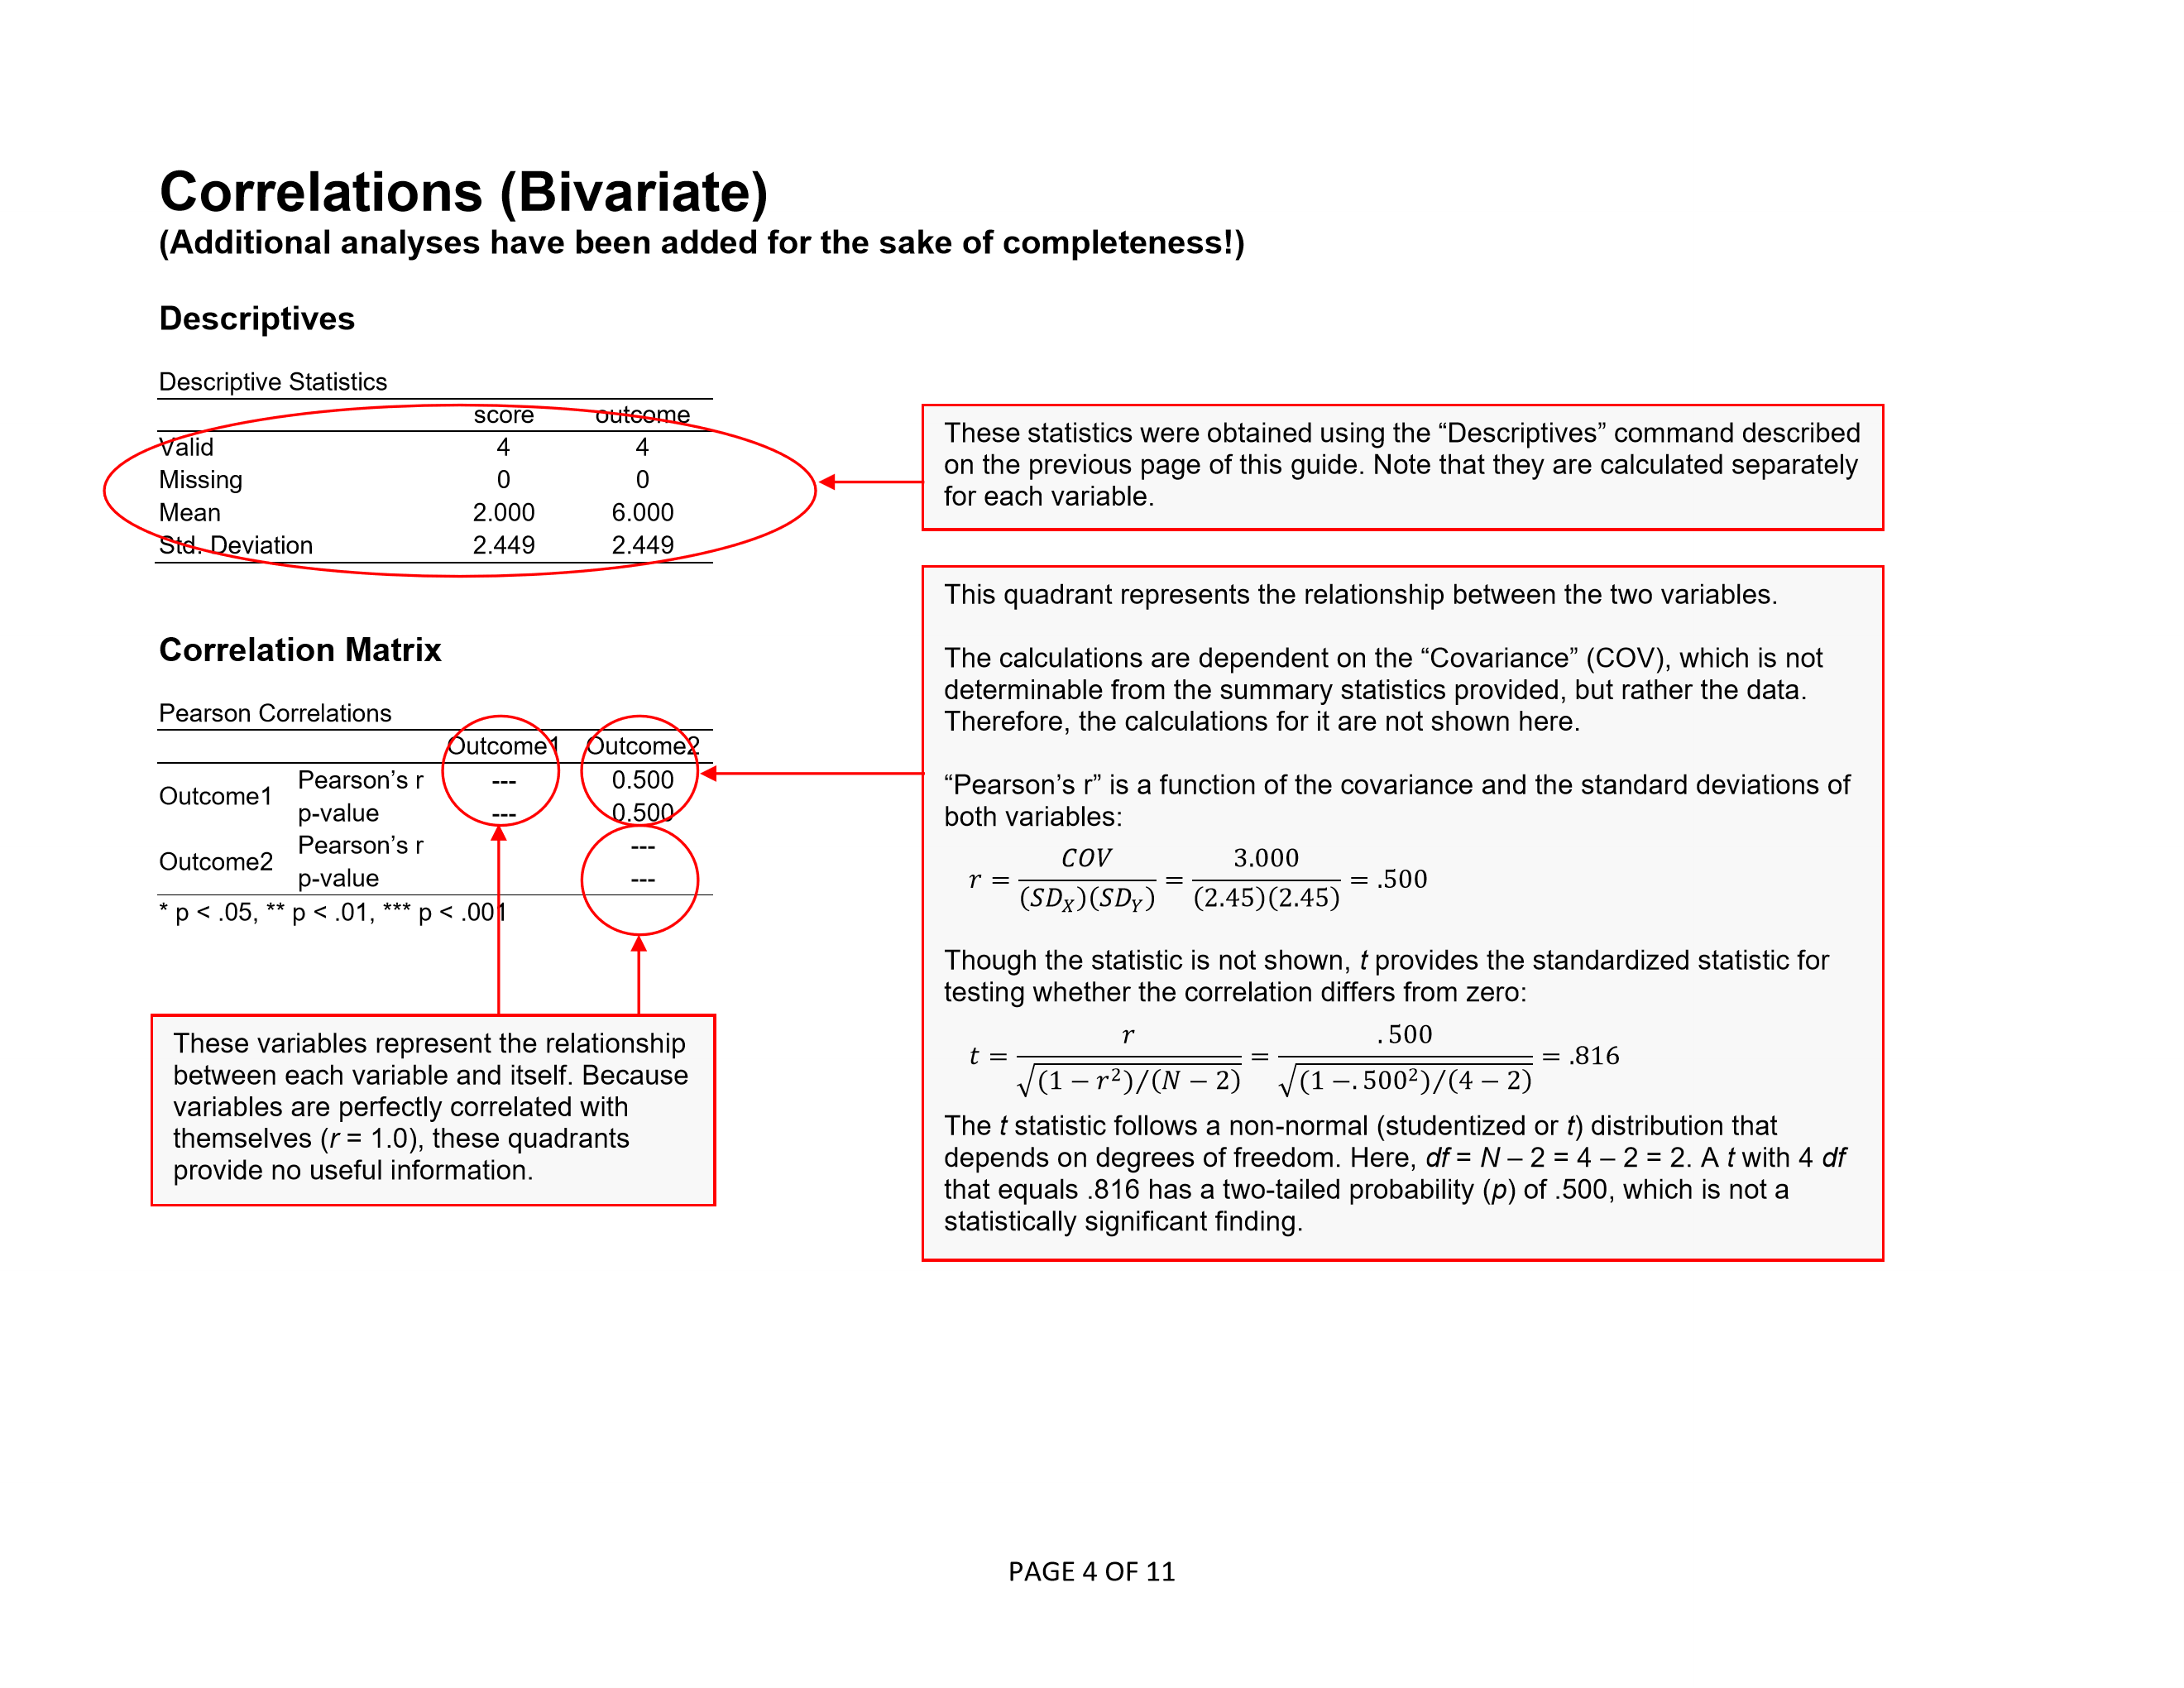 Correlations (Bivariate)
(Additional analyses have been added for the sake of completeness!)
Descriptives
Descriptive Statistics
score outcome
Valid 4 4
Missing 0 0
Mean 2.000 6.000
Std. Deviation 2.449 2.449
These statistics were obtained using the “Descriptives” command described
on the previous page of this guide. Note that they are calculated separately
for each variable.
Correlation Matrix
Pearson Correlations
Outcome1 Outcome2
Outcome1 Pearson’s r --- 0.500
p-value --- 0.500
Outcome2 Pearson’s r ---
p-value ---
* p < .05, ** p < .01, *** p < .001
These variables represent the relationship
between each variable and itself. Because
variables are perfectly correlated with
themselves (r = 1.0), these quadrants
provide no useful information.
This quadrant represents the relationship between the two variables.
The calculations are dependent on the “Covariance” (COV), which is not
determinable from the summary statistics provided, but rather the data.
Therefore, the calculations for it are not shown here.
“Pearson’s r” is a function of the covariance and the standard deviations of
both variables:
r = COV / (SD_X)(SD_Y) = 3.000 / (2.45)(2.45) = .500
Though the statistic is not shown, t provides the standardized statistic for
testing whether the correlation differs from zero:
t = r / √(1 − r²)/(N − 2) = .500 / √(1 −.500²)/(4 − 2) = .816
The t statistic follows a non-normal (studentized or t) distribution that
depends on degrees of freedom. Here, df = N – 2 = 4 – 2 = 2. A t with 4 df
that equals .816 has a two-tailed probability (p) of .500, which is not a
statistically significant finding.
PAGE 4 OF 11